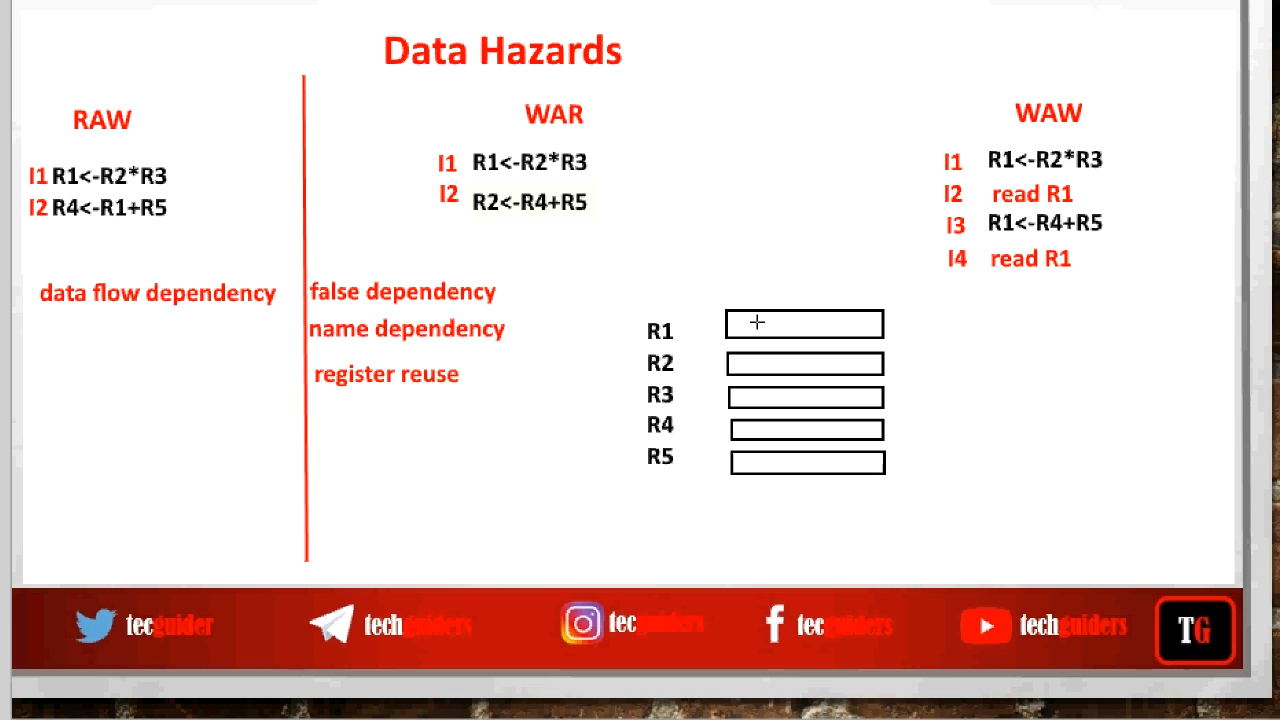 Data Hazards
RAW
I1 R1<-R2*R3
I2 R4<-R1+R5
data flow dependency
WAR
I1 R1<-R2*R3
I2 R2<-R4+R5
false dependency
name dependency
register reuse
R1
R2
R3
R4
R5
WAW
I1 R1<-R2*R3
I2 read R1
I3 R1<-R4+R5
I4 read R1
tecguider
techguiders
tecguiders
tecguiders
techguiders
TG